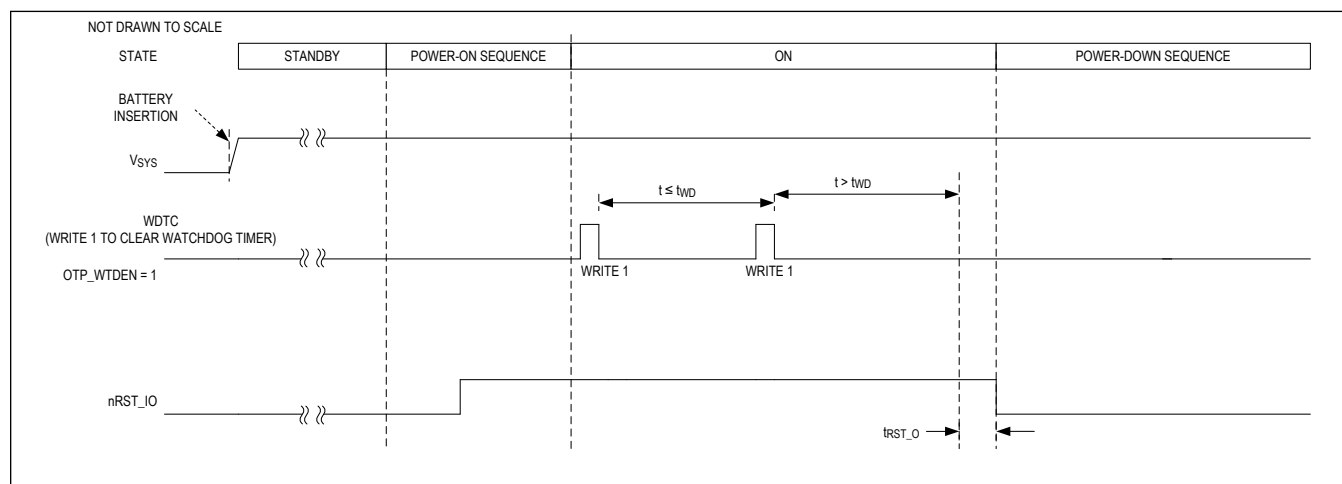 NOT DRAWN TO SCALE
STATE
STANDBY
POWER-ON SEQUENCE
ON
POWER-DOWN SEQUENCE
BATTERY
INSERTION
VSYS
t ≤ tWD
t > tWD
WDTC
(WRITE 1 TO CLEAR WATCHDOG TIMER)
OTP_WTDEN = 1
WRITE 1
WRITE 1
nRST_IO
tRST_O